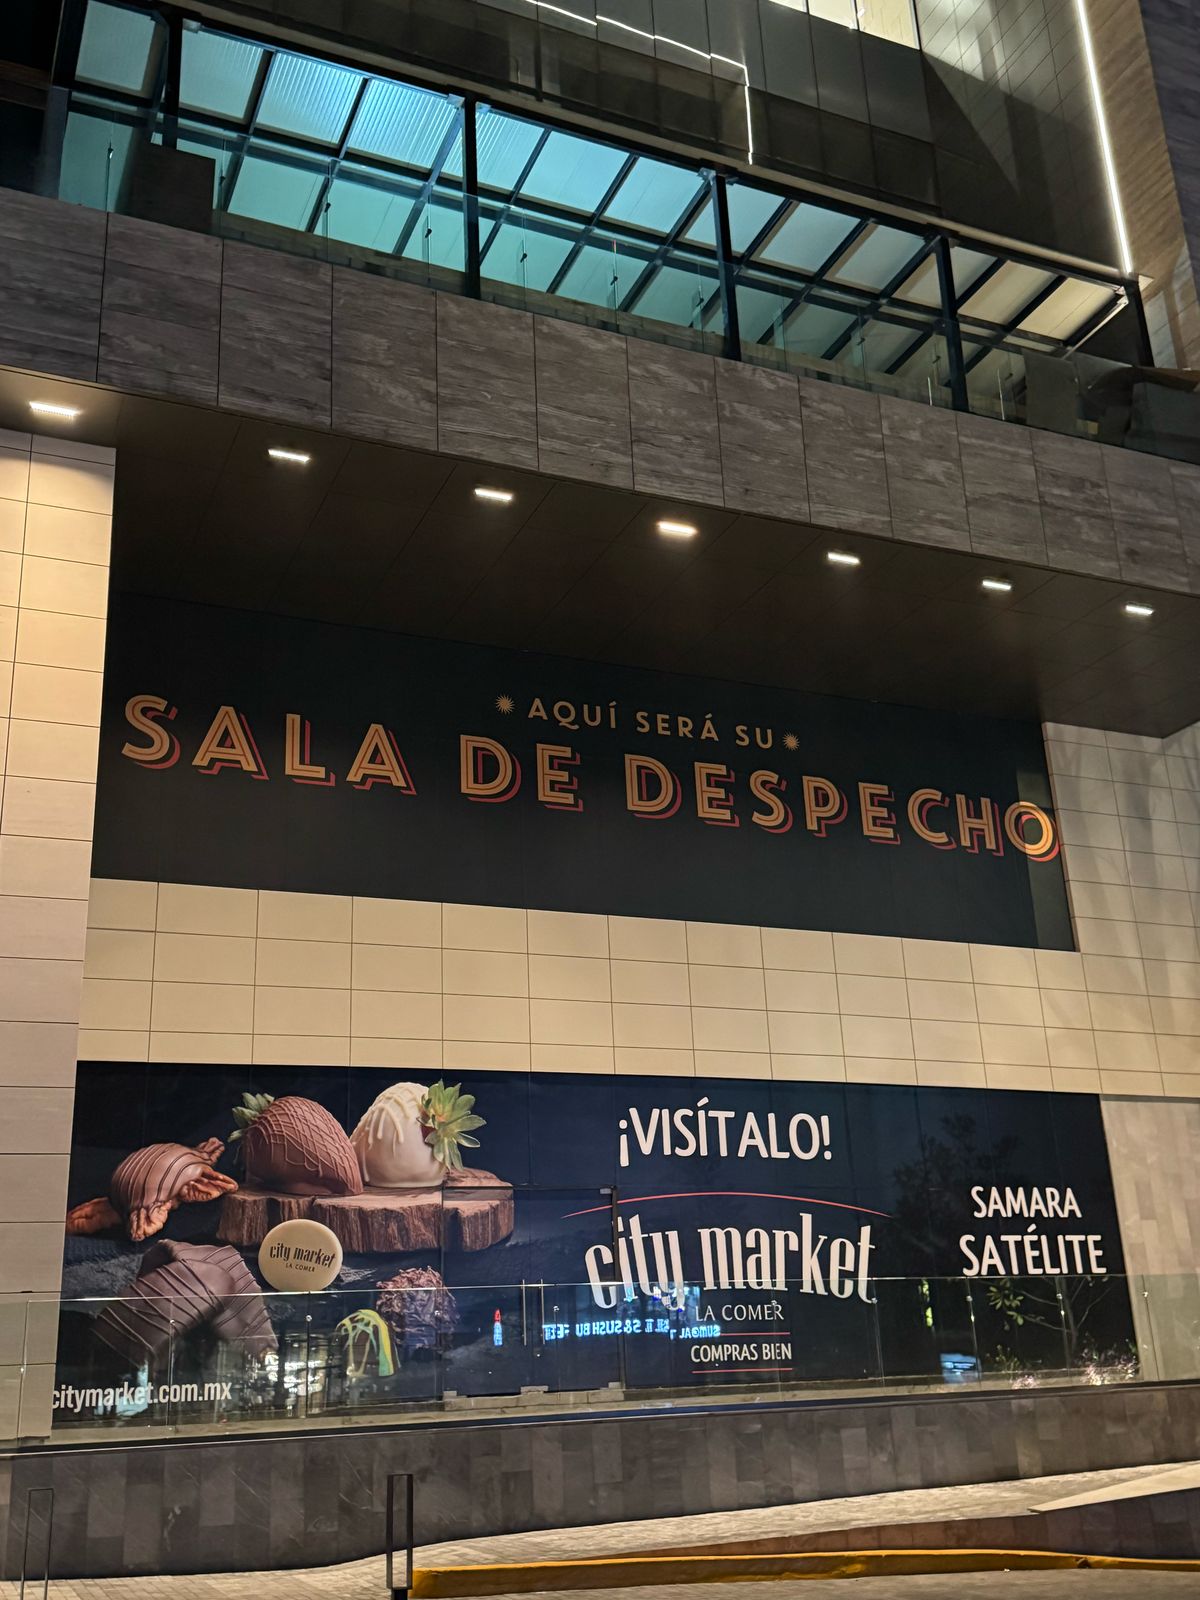 AQUÍ SERÁ SU
SALA DE DESPECHO
¡VISÍTALO!
city market
LA COMER
COMPRAS BIEN
SAMARA
SATÉLITE
city market
LA COMER
citymarket.com.mx